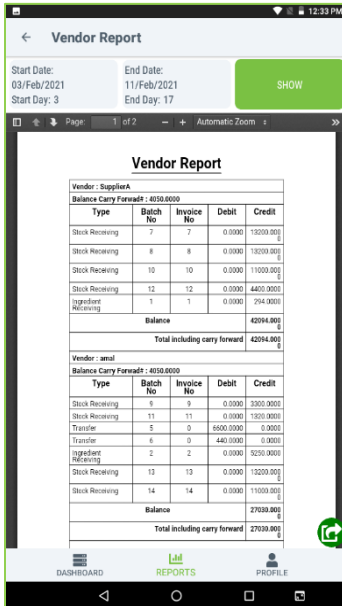 12:33 PM
Vendor Report
Start Date: End Date:
03/Feb/2021 11/Feb/2021 SHOW
Start Day: 3 End Day: 17
Page: 1 of 2 − + Automatic Zoom
Vendor Report
Vendor : SupplierA
Balance Carry Forwad# : 4050.0000
Type Batch No Invoice No Debit Credit
Stock Receiving 7 7 0.0000 13200.0000
Stock Receiving 8 8 0.0000 13200.0000
Stock Receiving 10 10 0.0000 11000.0000
Stock Receiving 12 12 0.0000 4400.0000
Ingredient Receiving 1 1 0.0000 294.0000
Balance 42094.0000
Total including carry forward 42094.0000
Vendor : amal
Balance Carry Forwad# : 4050.0000
Type Batch No Invoice No Debit Credit
Stock Receiving 9 9 0.0000 3300.0000
Stock Receiving 11 11 0.0000 1320.0000
Transfer 5 0 6600.0000 0.0000
Transfer 6 0 440.0000 0.0000
Ingredient Receiving 2 2 0.0000 5250.0000
Stock Receiving 13 13 0.0000 13200.0000
Stock Receiving 14 14 0.0000 11000.0000
Balance 27030.0000
Total including carry forward 27030.0000
DASHBOARD REPORTS PROFILE